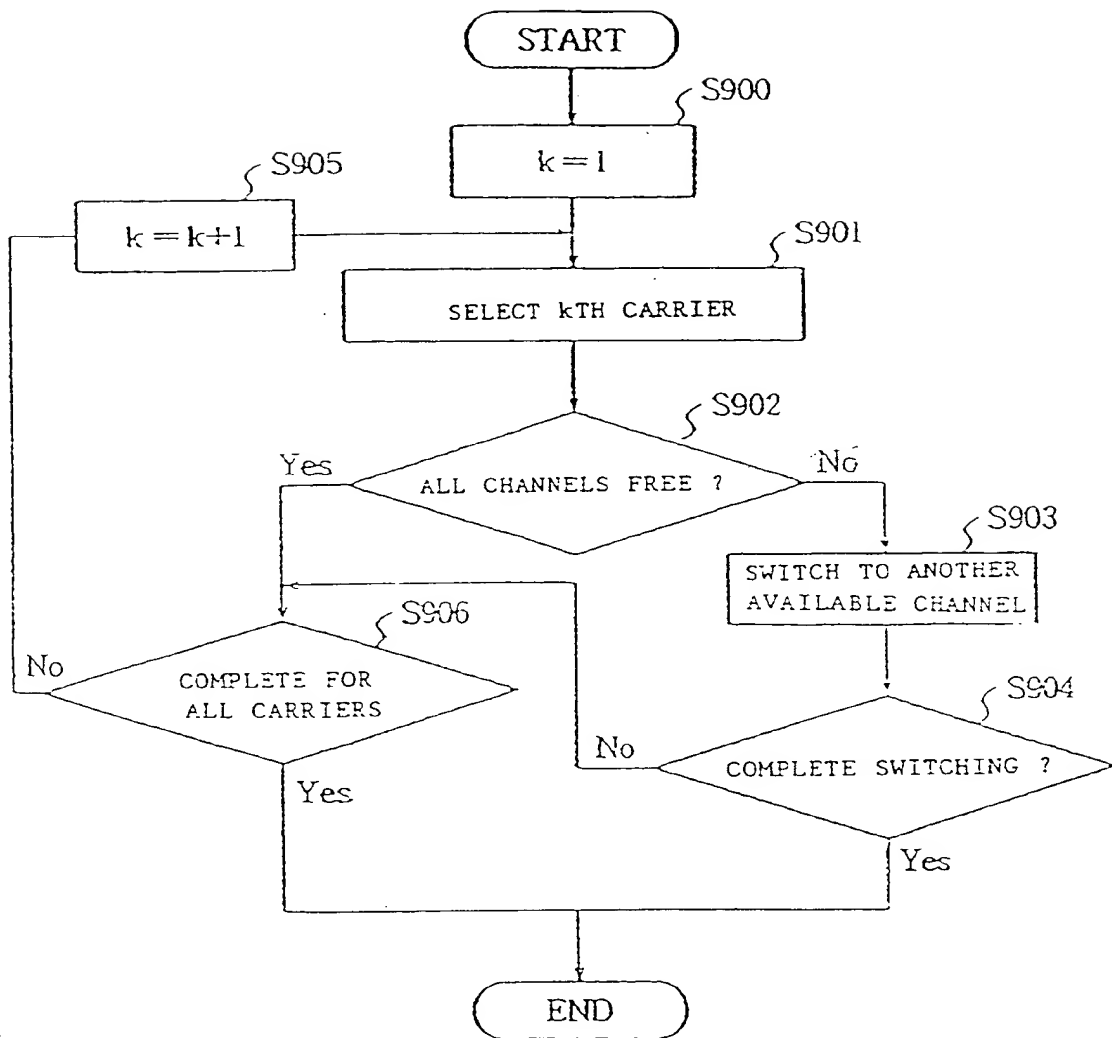 START
S900
k=1
S905
k=k+1
S901
SELECT kTH CARRIER
S902
Yes
ALL CHANNELS FREE ?
No
S903
SWITCH TO ANOTHER
AVAILABLE CHANNEL
S906
No
COMPLETE FOR
ALL CARRIERS
Yes
S904
No
COMPLETE SWITCHING ?
Yes
END